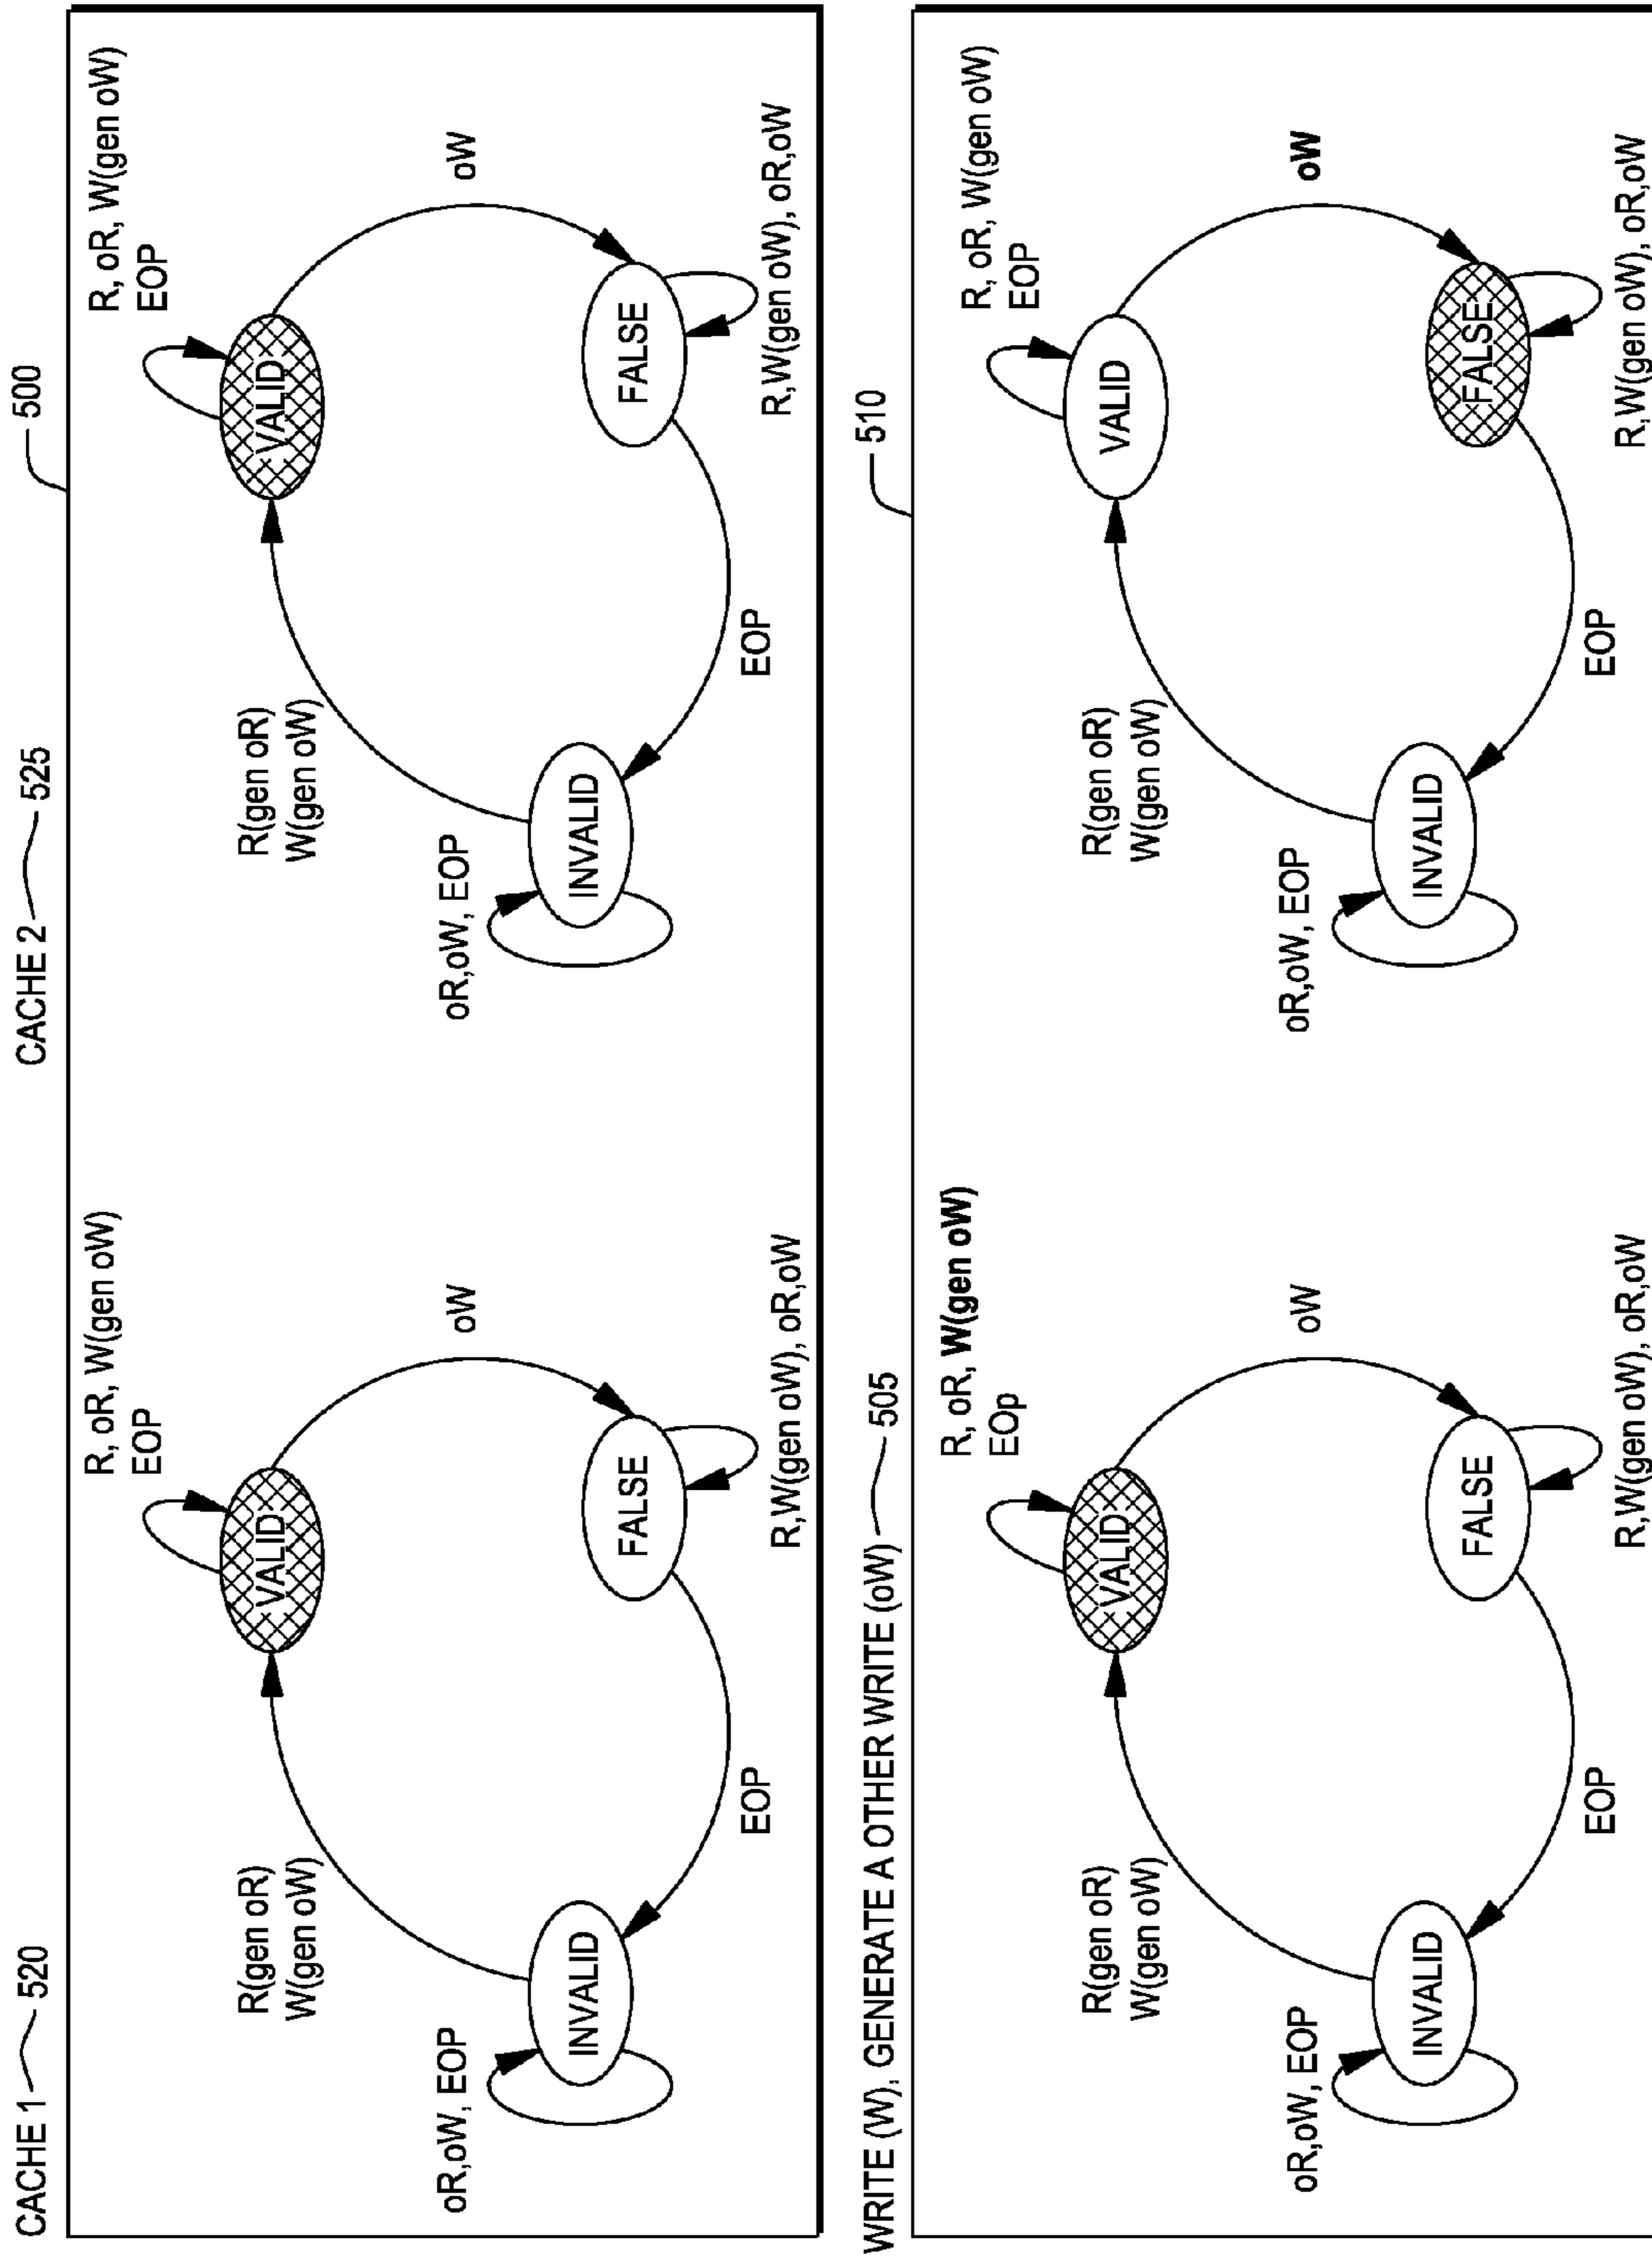 CACHE 1 520
CACHE 2 525
500
R, oR, W(gen oW)
EOP
VALID
R(gen oR)
W(gen oW)
oW
oR,oW, EOP
INVALID
FALSE
EOP
R,W(gen oW), oR,oW
R, oR, W(gen oW)
EOP
VALID
R(gen oR)
W(gen oW)
oW
oR,oW, EOP
INVALID
FALSE
EOP
R,W(gen oW), oR,oW
WRITE (W), GENERATE A OTHER WRITE (oW) 505
510
R, oR, W(gen oW)
EOp
VALID
R(gen oR)
W(gen oW)
oW
oR,oW, EOP
INVALID
FALSE
EOP
R,W(gen oW), oR,oW
R, oR, W(gen oW)
EOP
VALID
R(gen oR)
W(gen oW)
oW
oR,oW, EOP
INVALID
FALSE
EOP
R,W(gen oW), oR,oW